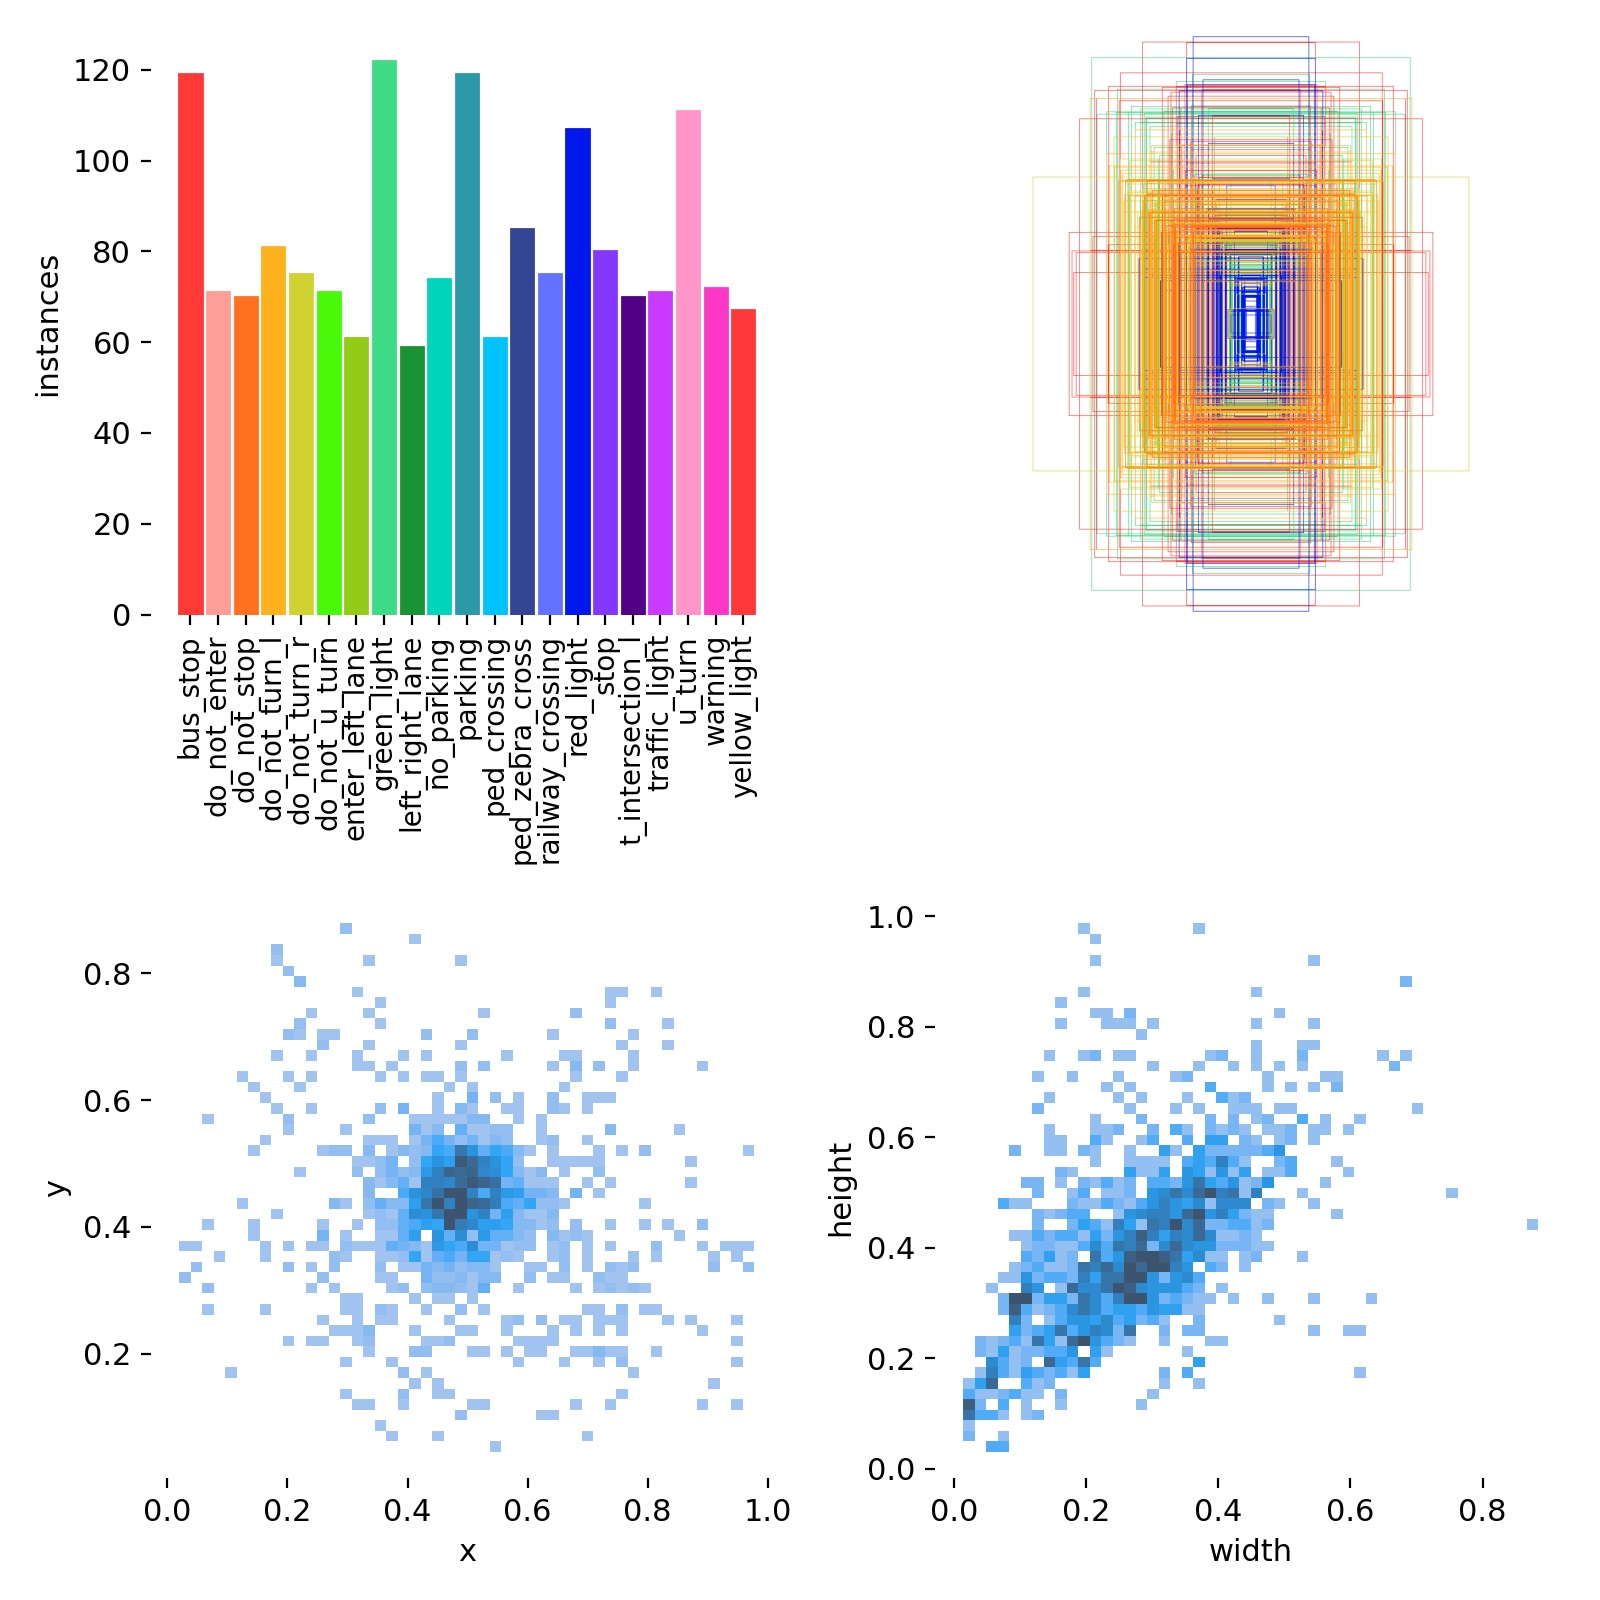 instances
120
100
80
60
40
20
0
bus_stop
do_not_enter
do_not_stop
do_not_turn_l
do_not_turn_r
do_not_u_turn
enter_left_lane
green_light
left_right_lane
no_parking
parking
ped_crossing
ped_zebra_cross
railway_crossing
red_light
stop
t_intersection_l
traffic_light
u_turn
warning
yellow_light
y
0.8
0.6
0.4
0.2
0.0 0.2 0.4 0.6 0.8 1.0
x
height
1.0
0.8
0.6
0.4
0.2
0.0
0.0 0.2 0.4 0.6 0.8
width